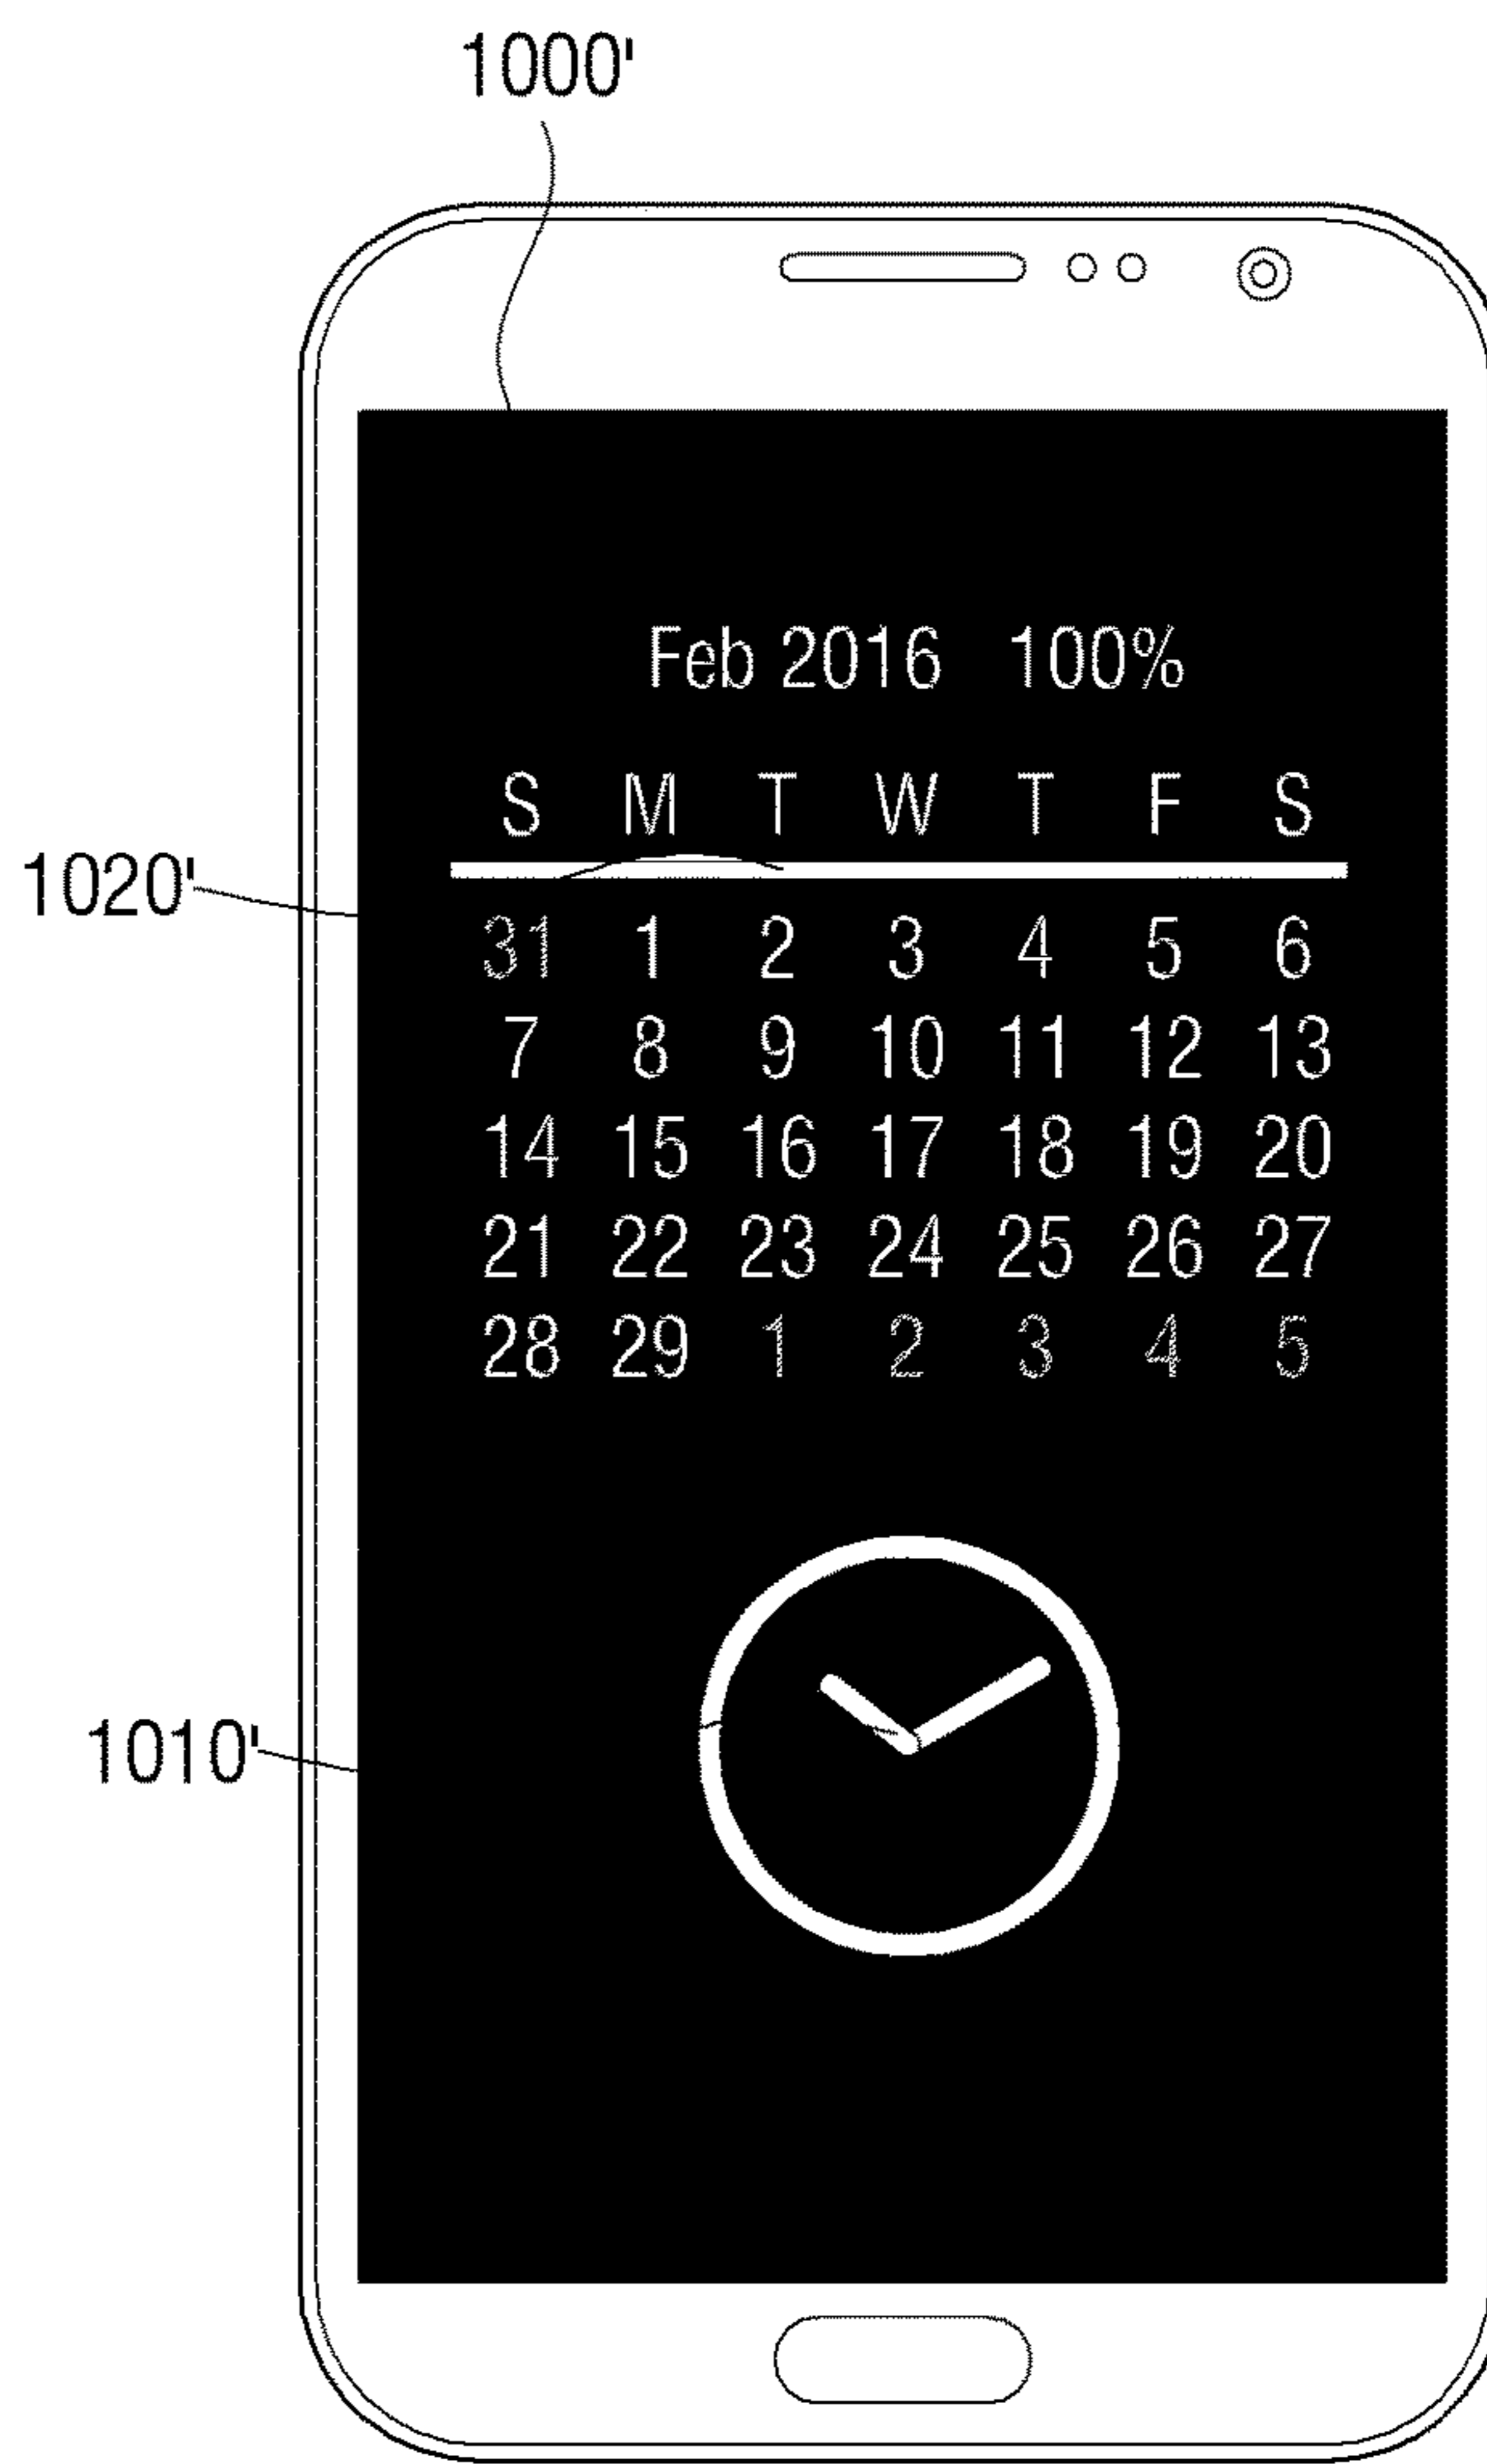 1000'
Feb 2016 100%
S M T W T F S
1020'
31 1 2 3 4 5 6
7 8 9 10 11 12 13
14 15 16 17 18 19 20
21 22 23 24 25 26 27
28 29 1 2 3 4 5
1010'